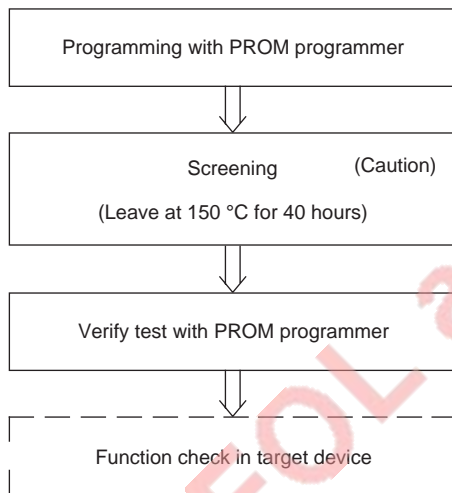 Programming with PROM programmer
Screening (Caution)
(Leave at 150 °C for 40 hours)
Verify test with PROM programmer
Function check in target device
EOL a